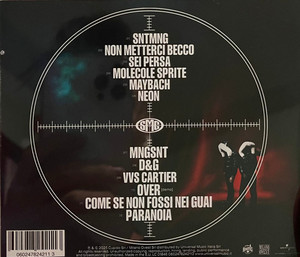 SNTMNG
NON METTERCI BECCO
SEI PERSA
MOLECOLE SPRITE
MAYBACH
NEON
SMG
MNGSNT
D&G
VVS CARTIER
OVER
COME SE NON FOSSI NEI GUAI
PARANOIA